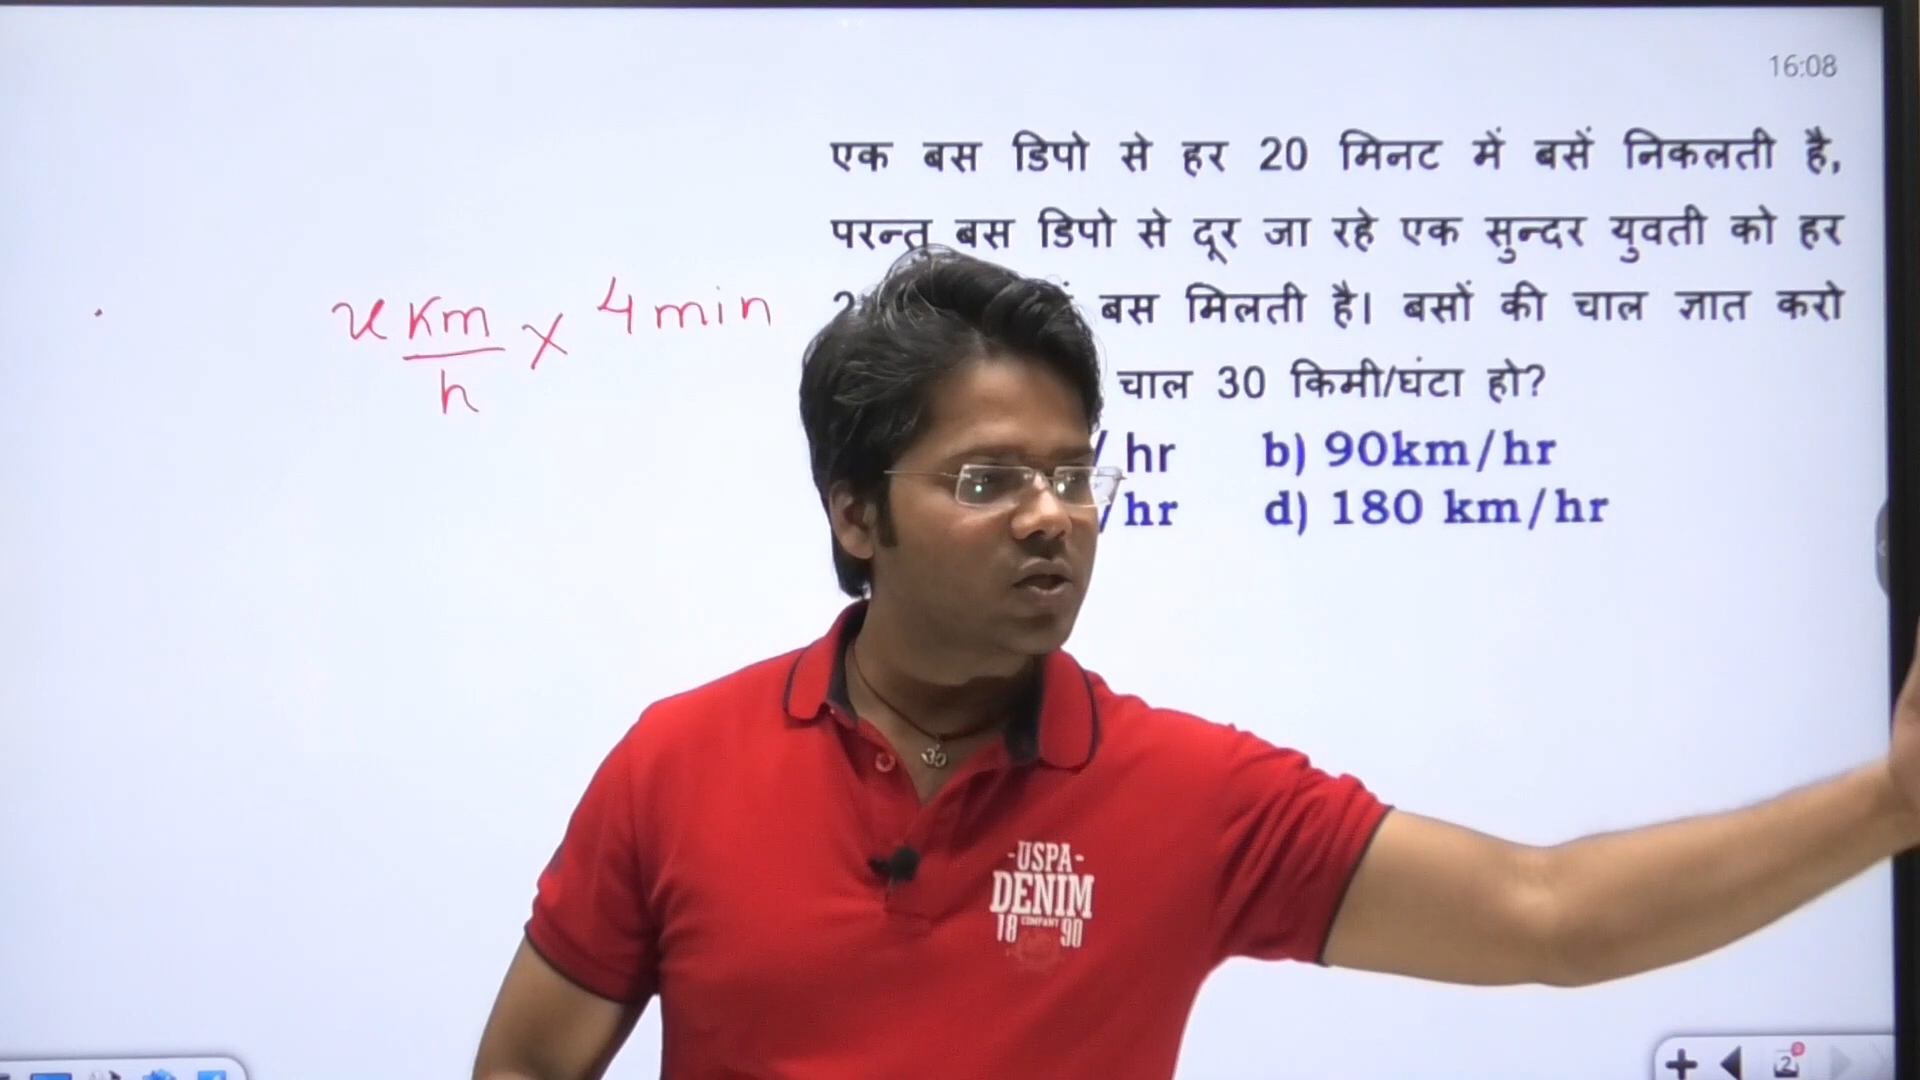 16:08
एक बस डिपो से हर 20 मिनट में बसें निकलती है,
परन्तु बस डिपो से दूर जा रहे एक सुन्दर युवती को हर
बस मिलती है। बसों की चाल ज्ञात करो
चाल 30 किमी/घंटा हो?
x km/h × 4 min
/ hr b) 90km/hr
/hr d) 180 km/hr
-USPA-
DENIM
18 COMPANY 90
2